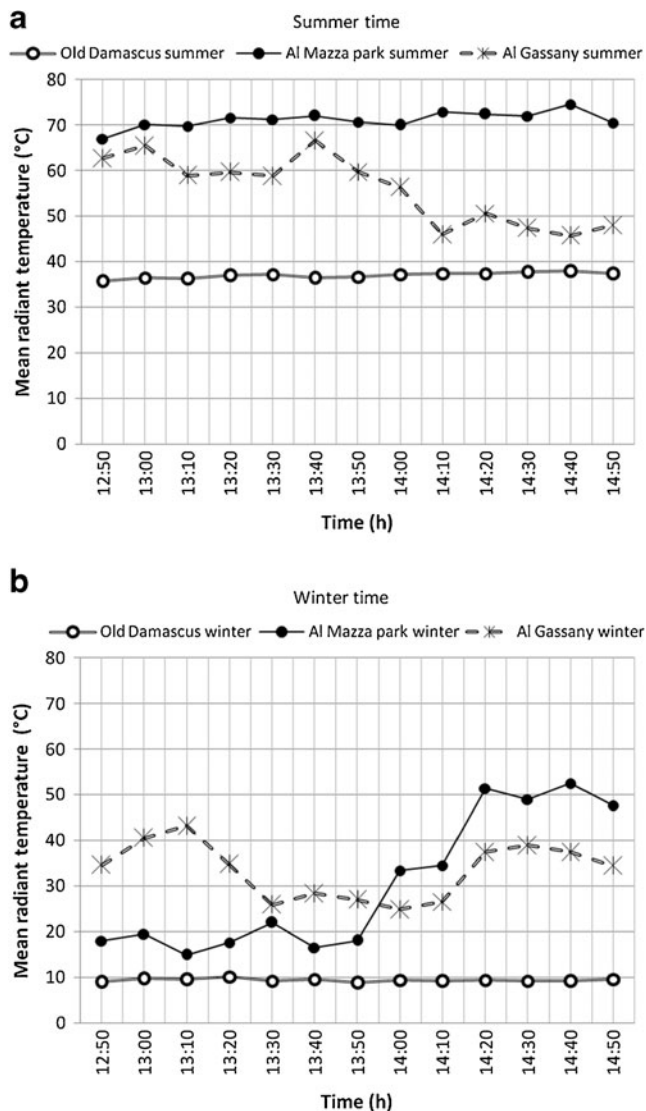 a
Summer time
Old Damascus summer Al Mazza park summer Al Gassany summer
Mean radiant temperature (°C)
80
70
60
50
40
30
20
10
0
12:50 13:00 13:10 13:20 13:30 13:40 13:50 14:00 14:10 14:20 14:30 14:40 14:50
Time (h)
b
Winter time
Old Damascus winter Al Mazza park winter Al Gassany winter
Mean radiant temperature (°C)
80
70
60
50
40
30
20
10
0
12:50 13:00 13:10 13:20 13:30 13:40 13:50 14:00 14:10 14:20 14:30 14:40 14:50
Time (h)